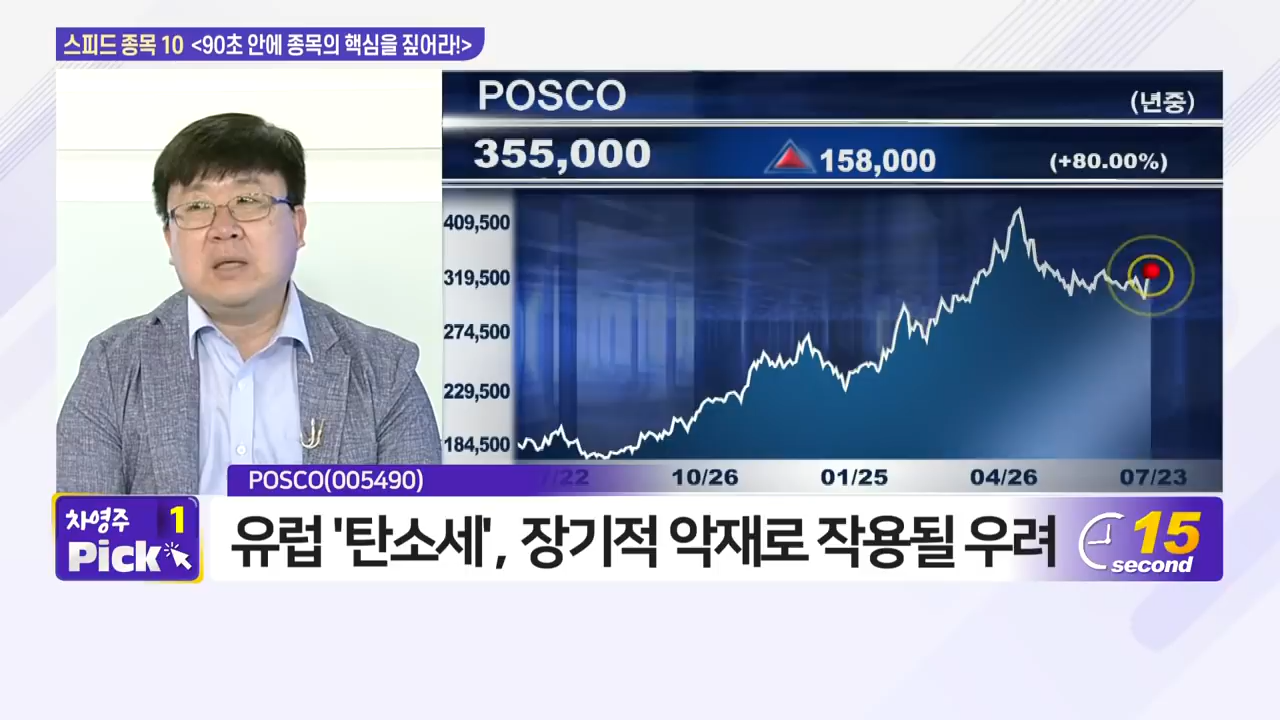 스피드 종목 10 <90초 안에 종목의 핵심을 짚어라!>
POSCO
(년중)
355,000
158,000
(+80.00%)
409,500
319,500
274,500
229,500
184,500
/22
10/26
01/25
04/26
07/23
POSCO(005490)
차영주 1
Pick
유럽 '탄소세', 장기적 악재로 작용될 우려
15
second